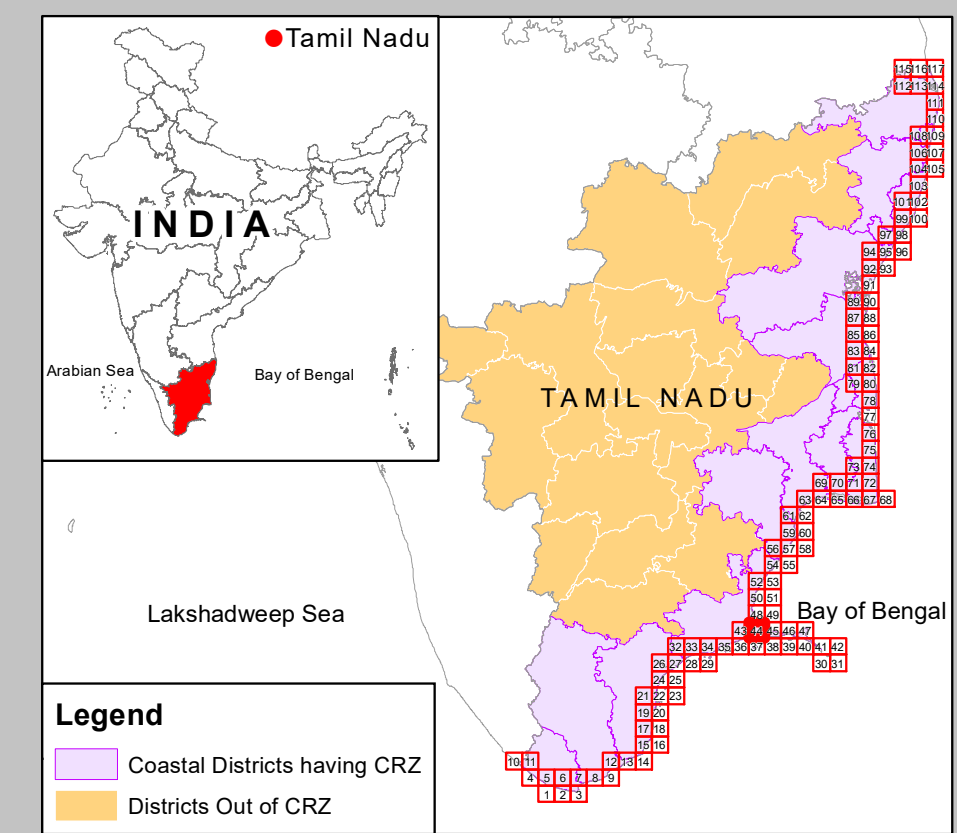 Tamil Nadu
INDIA
Arabian Sea
Bay of Bengal
TAMIL NADU
Lakshadweep Sea
Bay of Bengal
115 116 117
112 113 114
111
110
108 109
106 107
104 105
103
101 102
99 100
97 98
94 95 96
92 93
91
89 90
87 88
85 86
83 84
81 82
79 80
78
77
76
75
73 74
69 70 71 72
63 64 65 66 67 68
61 62
59 60
56 57 58
54 55
52 53
50 51
48 49
43 44 45 46 47
32 33 34 35 36 37 38 39 40 41 42
26 27 28 29 30 31
24 25
21 22 23
19 20
17 18
15 16
10 11 12 13 14
4 5 6 7 8 9
1 2 3
Legend
Coastal Districts having CRZ
Districts Out of CRZ